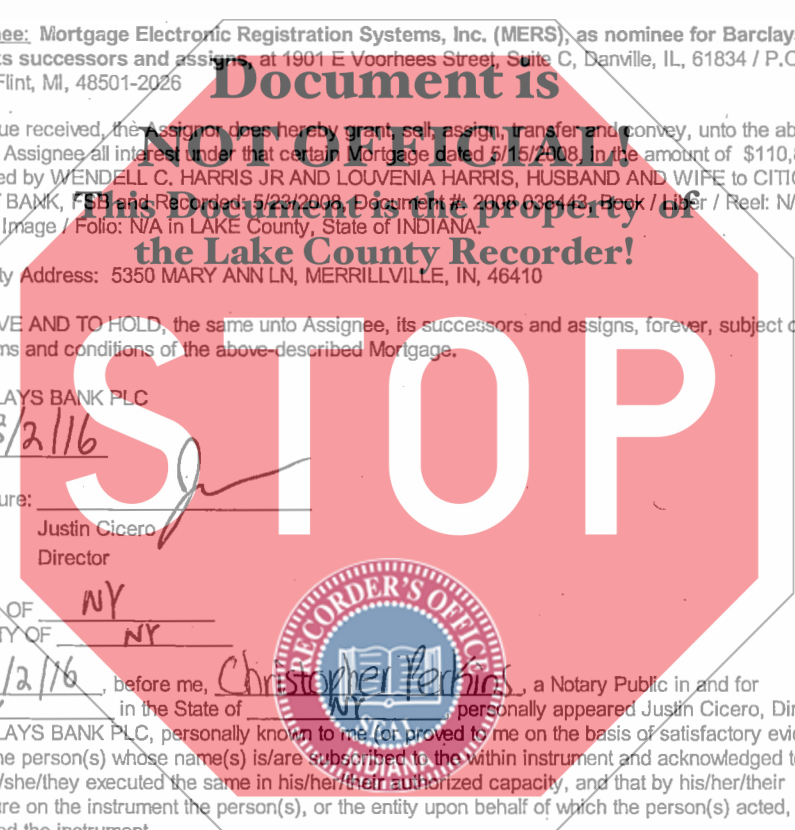 nee: Mortgage Electronic Registration Systems, Inc. (MERS), as nominee for Barclay
ts successors and assigns, at 1901 E Voorhees Street, Suite C, Danville, IL, 61834 / P.O
Flint, MI, 48501-2026
Document is
ue received, the Assignor does hereby grant, sell, assign, transfer and convey, unto the ab
NOT OFFICIAL!
Assignee all interest under that certain Mortgage dated 5/15/2008, in the amount of $110,8
ed by WENDELL C. HARRIS JR AND LOUVENIA HARRIS, HUSBAND AND WIFE to CITIC
BANK, FSB and Recorded: 5/23/2008, Document #: 2008 038443, Book / Liber / Reel: N/
This Document is the property of
Image / Folio: N/A in LAKE County, State of INDIANA.
the Lake County Recorder!
ty Address: 5350 MARY ANN LN, MERRILLVILLE, IN, 46410
VE AND TO HOLD, the same unto Assignee, its successors and assigns, forever, subject o
ms and conditions of the above-described Mortgage.
STOP
LAYS BANK PLC
/2/16
ure:
Justin Cicero
Director
OF NY
TY OF NY
RECORDER'S OFFICE
SEAL
INDIANA
/2/16, before me, Christopher Perkins, a Notary Public in and for
in the State of NY personally appeared Justin Cicero, Dir
LAYS BANK PLC, personally known to me (or proved to me on the basis of satisfactory evi
he person(s) whose name(s) is/are subscribed to the within instrument and acknowledged t
/she/they executed the same in his/her/their authorized capacity, and that by his/her/their
ure on the instrument the person(s), or the entity upon behalf of which the person(s) acted,
ed the instrument